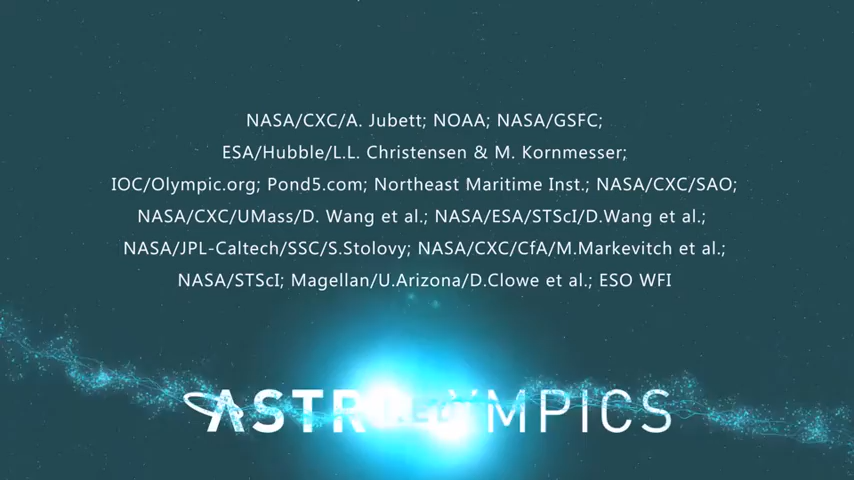 NASA/CXC/A. Jubett; NOAA; NASA/GSFC;
ESA/Hubble/L.L. Christensen & M. Kornmesser;
IOC/Olympic.org; Pond5.com; Northeast Maritime Inst.; NASA/CXC/SAO;
NASA/CXC/UMass/D. Wang et al.; NASA/ESA/STScI/D.Wang et al.;
NASA/JPL-Caltech/SSC/S.Stolovy; NASA/CXC/CfA/M.Markevitch et al.;
NASA/STScI; Magellan/U.Arizona/D.Clowe et al.; ESO WFI